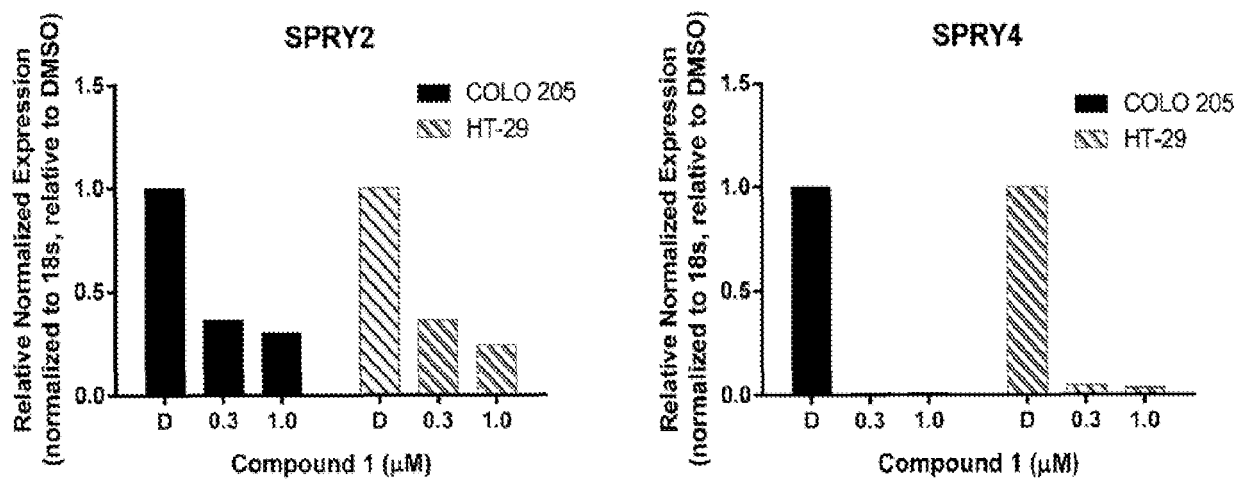 SPRY2
Relative Normalized Expression
(normalized to 18s, relative to DMSO)
1.5
1.0
0.5
0.0
COLO 205
HT-29
D 0.3 1.0 D 0.3 1.0
Compound 1 (μM)
SPRY4
Relative Normalized Expression
(normalized to 18s, relative to DMSO)
1.5
1.0
0.5
0.0
COLO 205
HT-29
D 0.3 1.0 D 0.3 1.0
Compound 1 (μM)